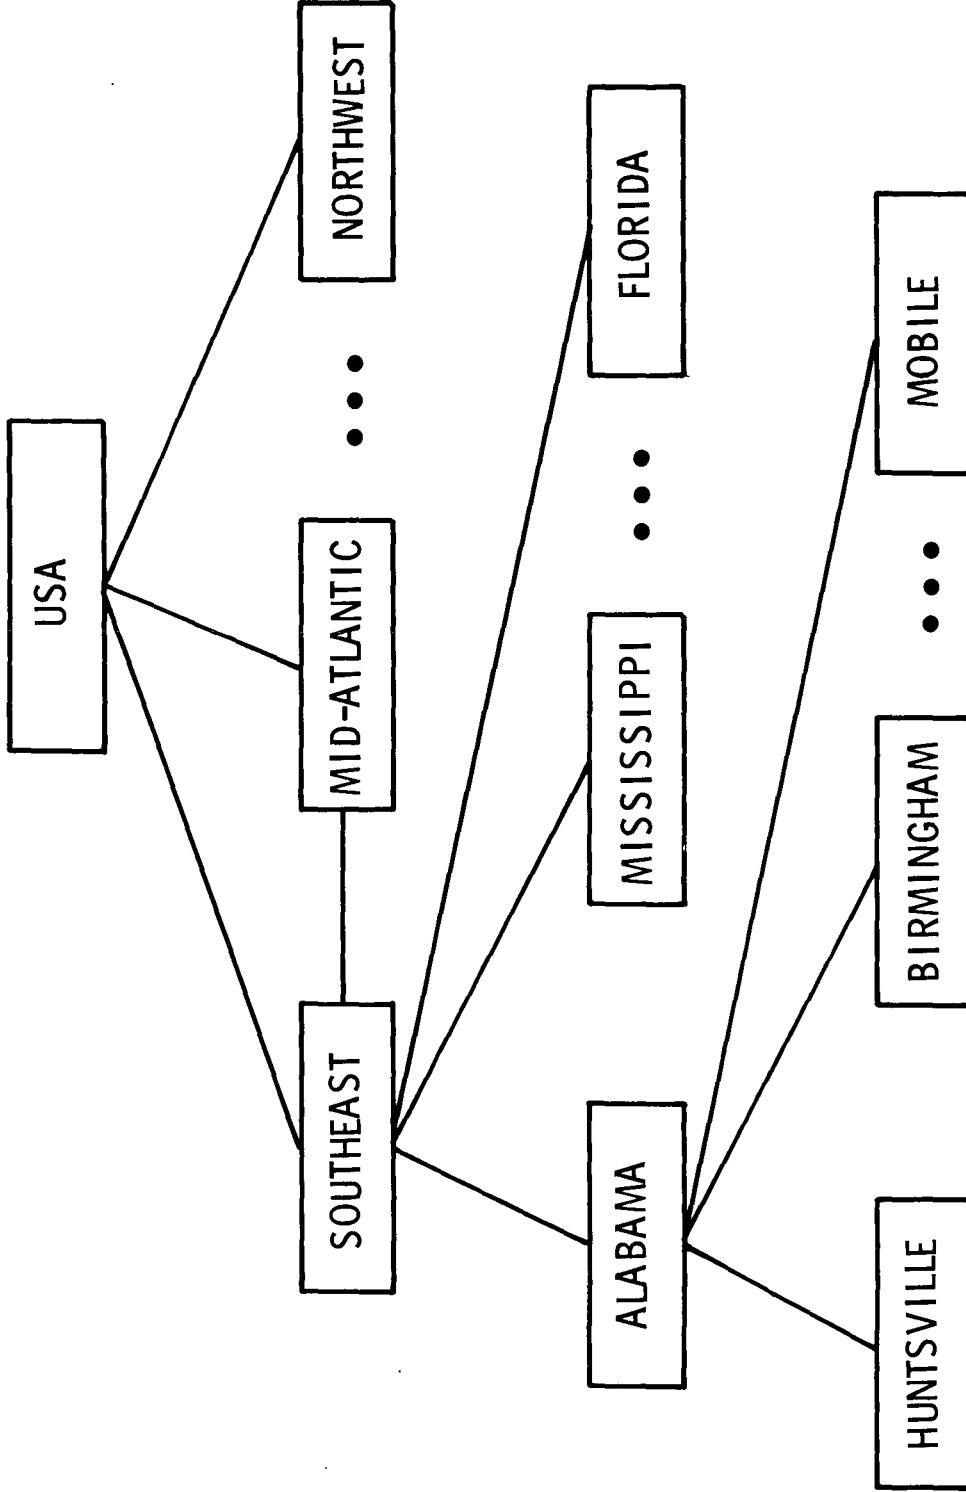 USA
SOUTHEAST
MID-ATLANTIC
NORTHWEST
ALABAMA
MISSISSIPPI
FLORIDA
HUNTSVILLE
BIRMINGHAM
MOBILE